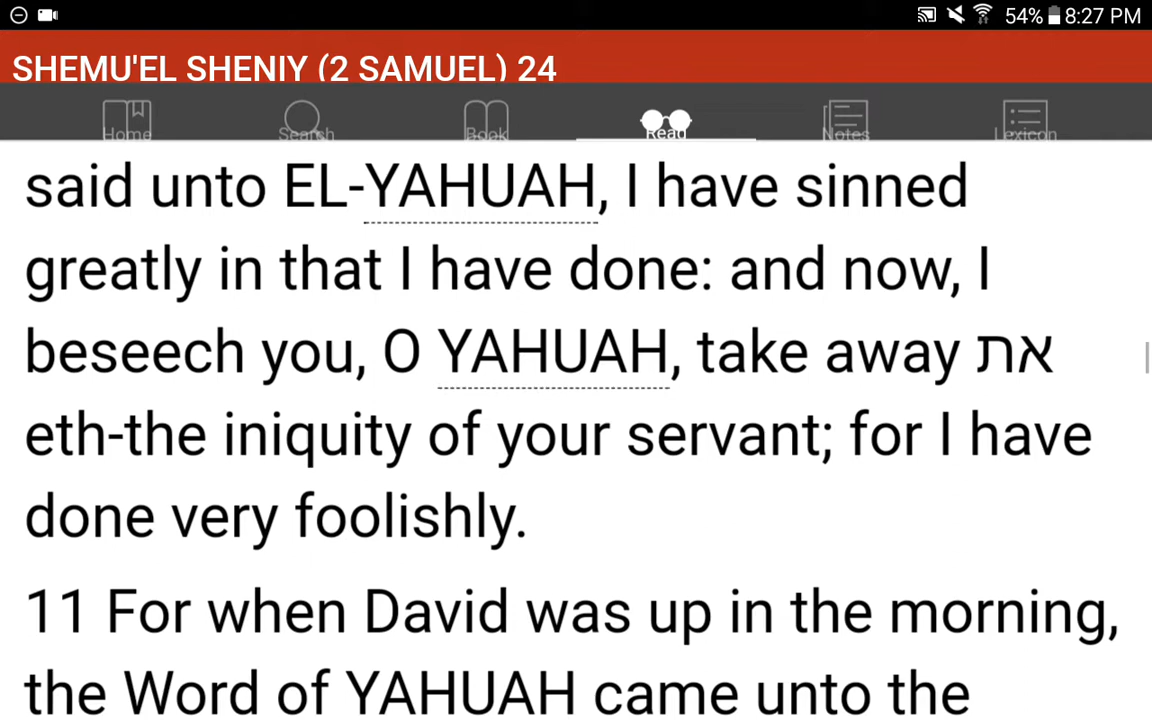 54% 8:27 PM
SHEMU'EL SHENIY (2 SAMUEL) 24
Home Search Book Read Notes Lexicon
said unto EL-YAHUAH, I have sinned
greatly in that I have done: and now, I
beseech you, O YAHUAH, take away את
eth-the iniquity of your servant; for I have
done very foolishly.
11 For when David was up in the morning,
the Word of YAHUAH came unto the